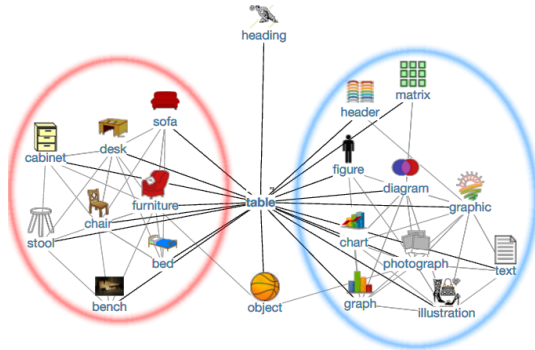 heading
matrix
header
sofa
desk
cabinet
figure
diagram
furniture
table
graphic
chair
stool
chart
bed
photograph
text
bench
object
graph
illustration